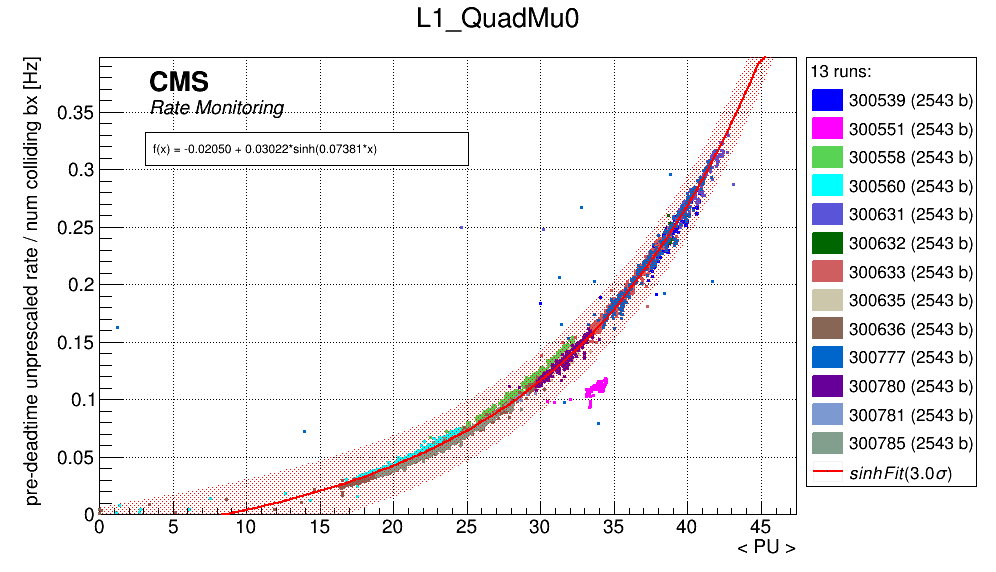 L1_QuadMu0
pre-deadtime unprescaled rate / num colliding bx [Hz]
CMS
Rate Monitoring
f(x) = -0.02050 + 0.03022*sinh(0.07381*x)
0.35
0.3
0.25
0.2
0.15
0.1
0.05
0
0 5 10 15 20 25 30 35 40 45
< PU >
13 runs:
300539 (2543 b)
300551 (2543 b)
300558 (2543 b)
300560 (2543 b)
300631 (2543 b)
300632 (2543 b)
300633 (2543 b)
300635 (2543 b)
300636 (2543 b)
300777 (2543 b)
300780 (2543 b)
300781 (2543 b)
300785 (2543 b)
sinhFit(3.0σ)